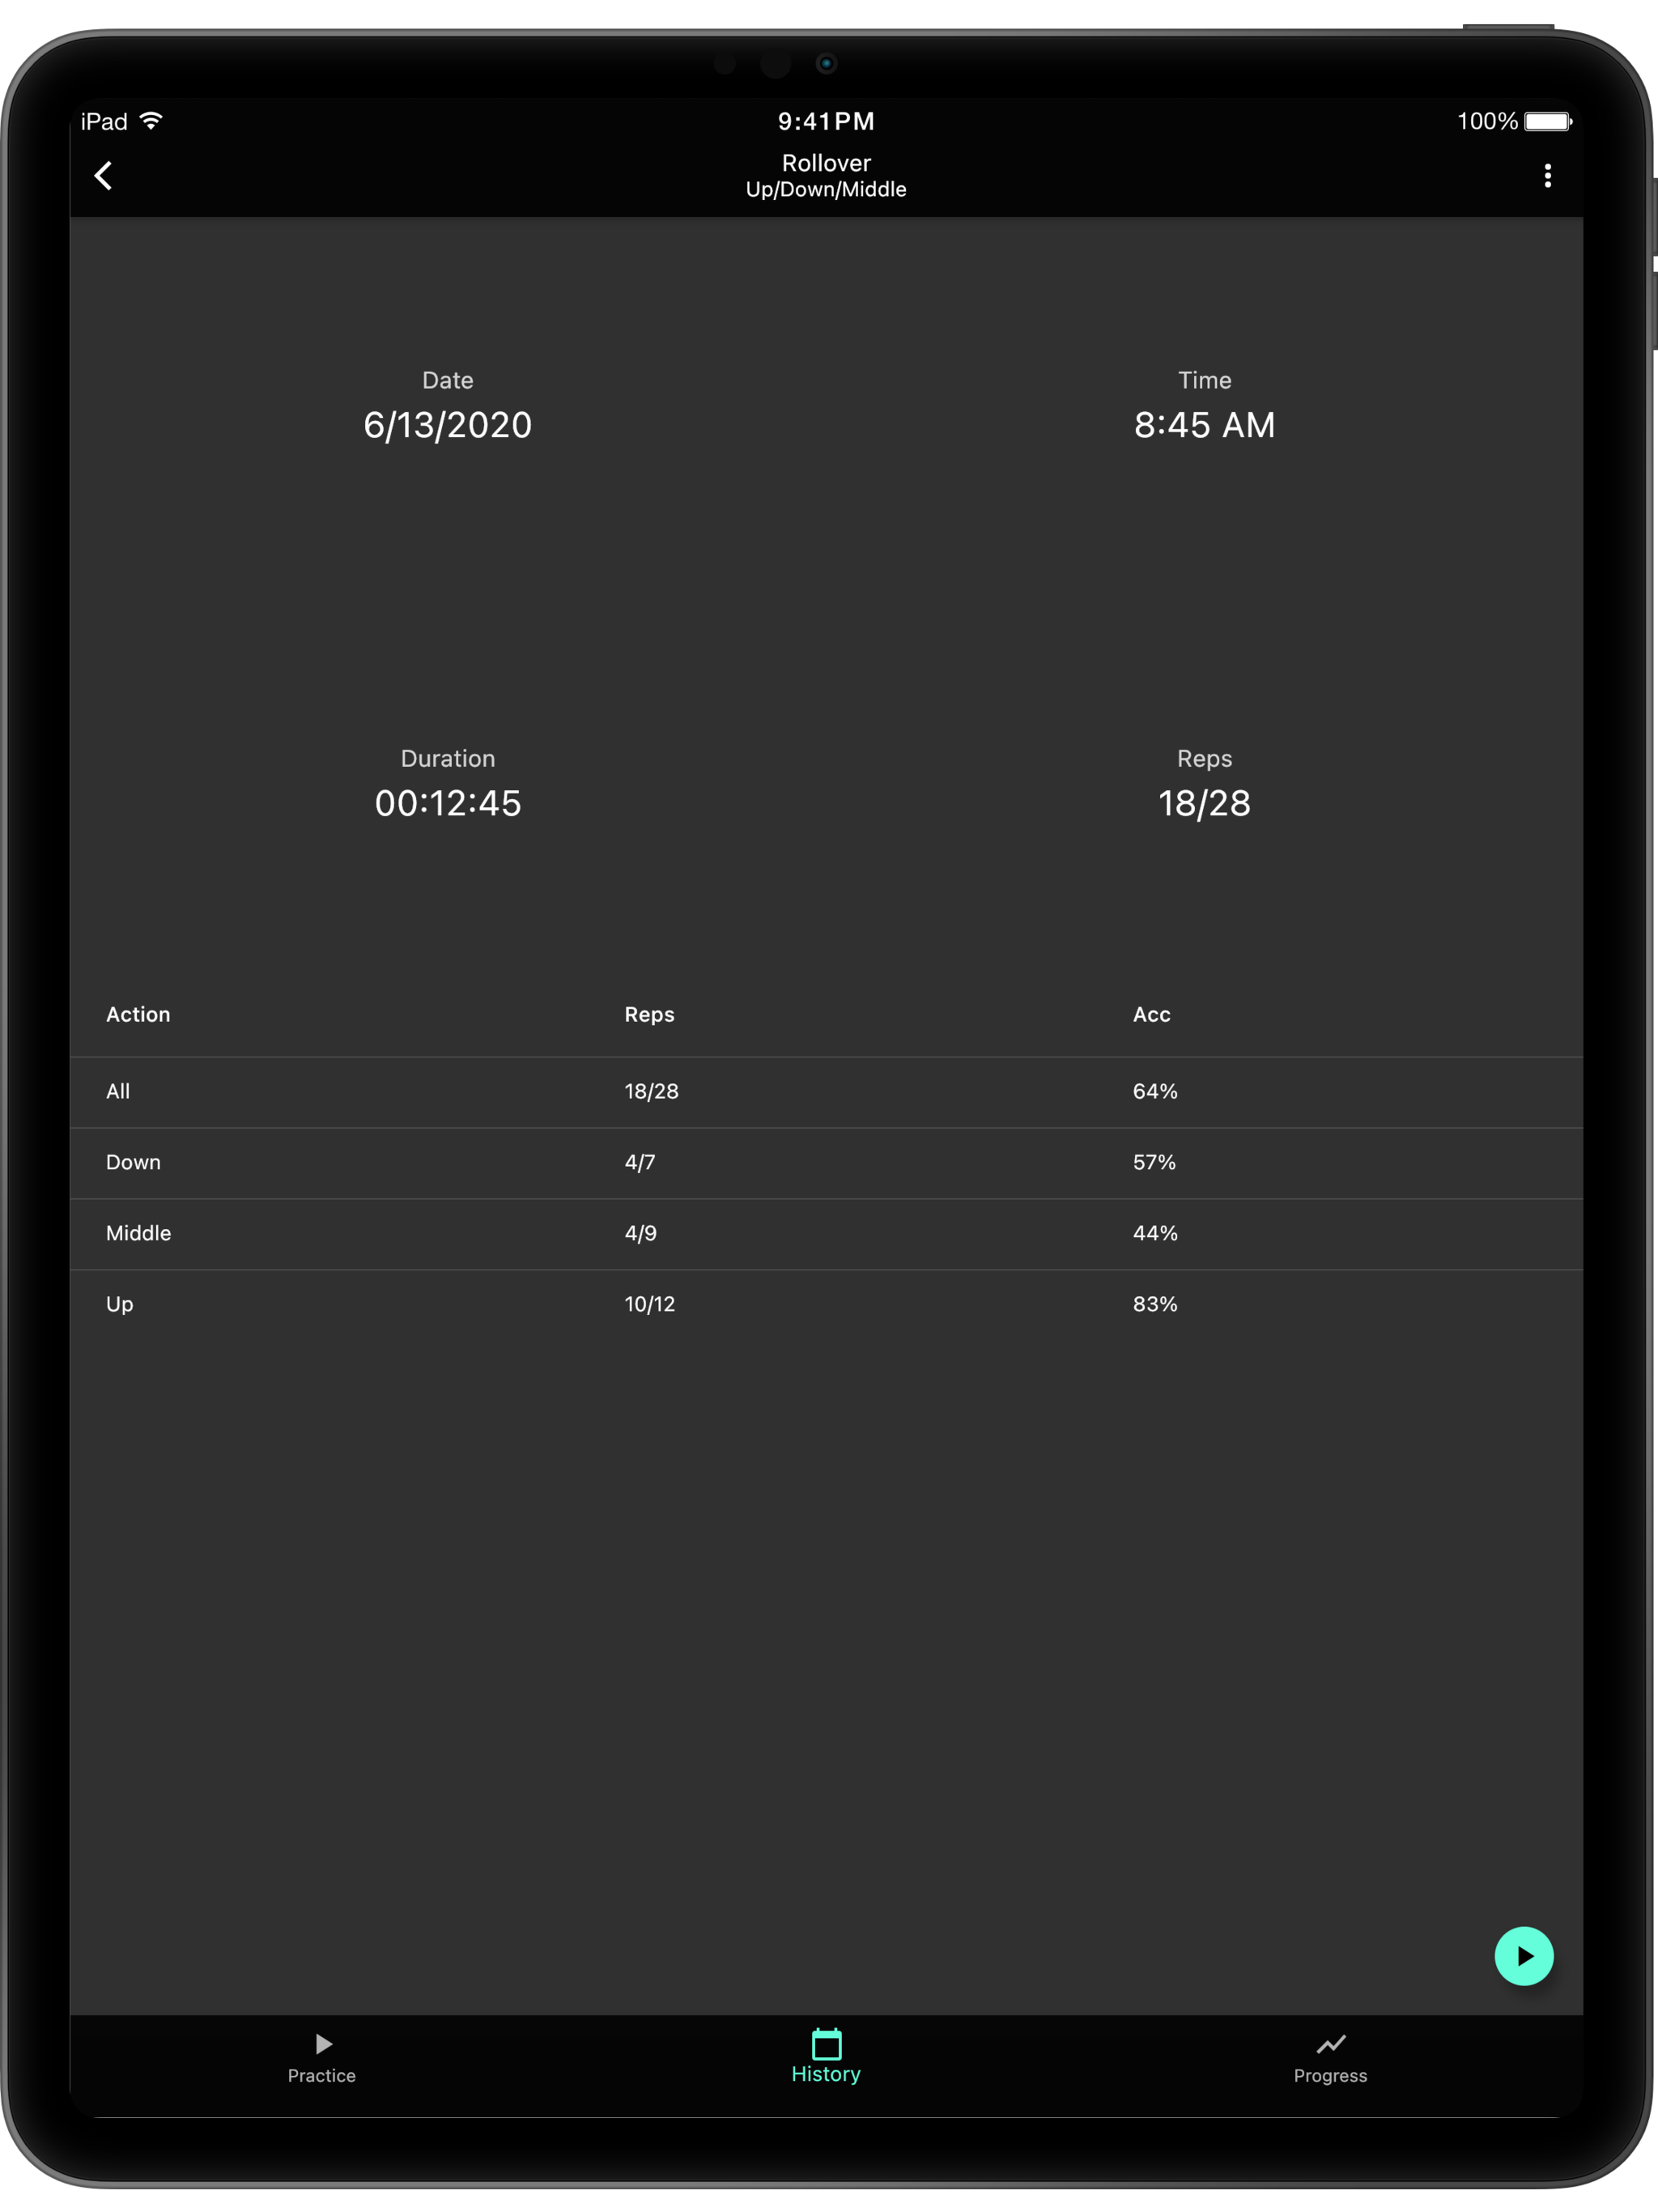 iPad 9:41PM 100%
Rollover
Up/Down/Middle
Date Time
6/13/2020 8:45 AM
Duration Reps
00:12:45 18/28
Action Reps Acc
All 18/28 64%
Down 4/7 57%
Middle 4/9 44%
Up 10/12 83%
Practice History Progress